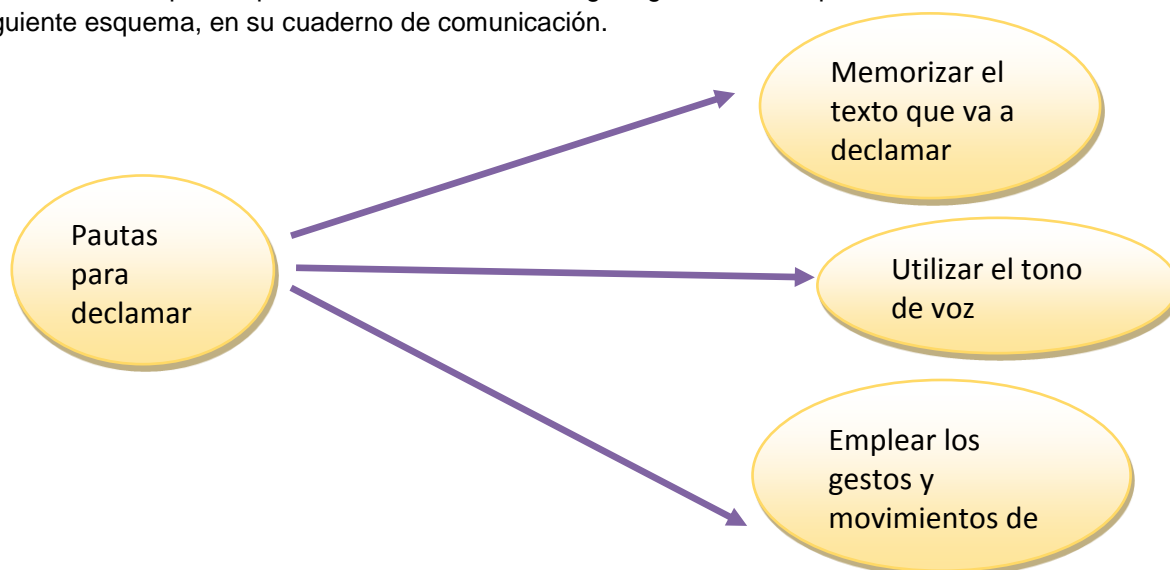 siguiente esquema, en su cuaderno de comunicación.
Memorizar el
texto que va a
declamar
Pautas
para
declamar
Utilizar el tono
de voz
Emplear los
gestos y
movimientos de